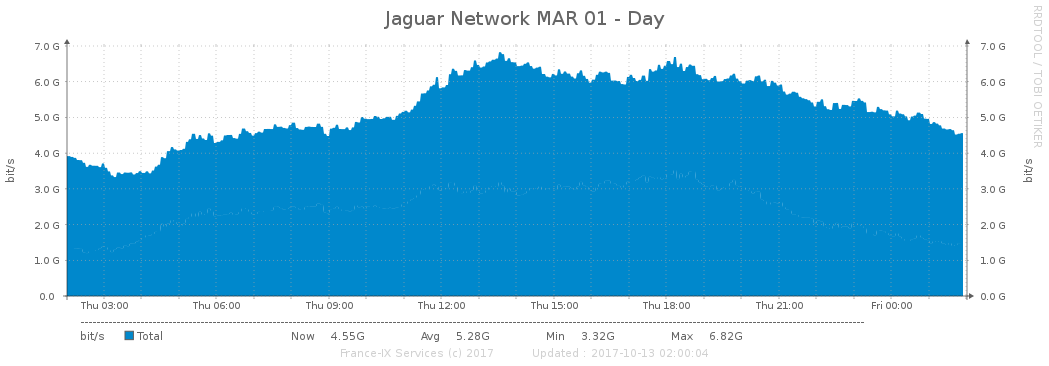 Jaguar Network MAR 01 - Day
RRDTOOL / TOBI OETIKER
7.0 G 7.0 G
6.0 G 6.0 G
5.0 G 5.0 G
4.0 G 4.0 G
3.0 G 3.0 G
2.0 G 2.0 G
1.0 G 1.0 G
0.0 0.0 G
bit/s bit/s
Thu 03:00 Thu 06:00 Thu 09:00 Thu 12:00 Thu 15:00 Thu 18:00 Thu 21:00 Fri 00:00
bit/s Total Now 4.55G Avg 5.28G Min 3.32G Max 6.82G
France-IX Services (c) 2017 Updated : 2017-10-13 02:00:04